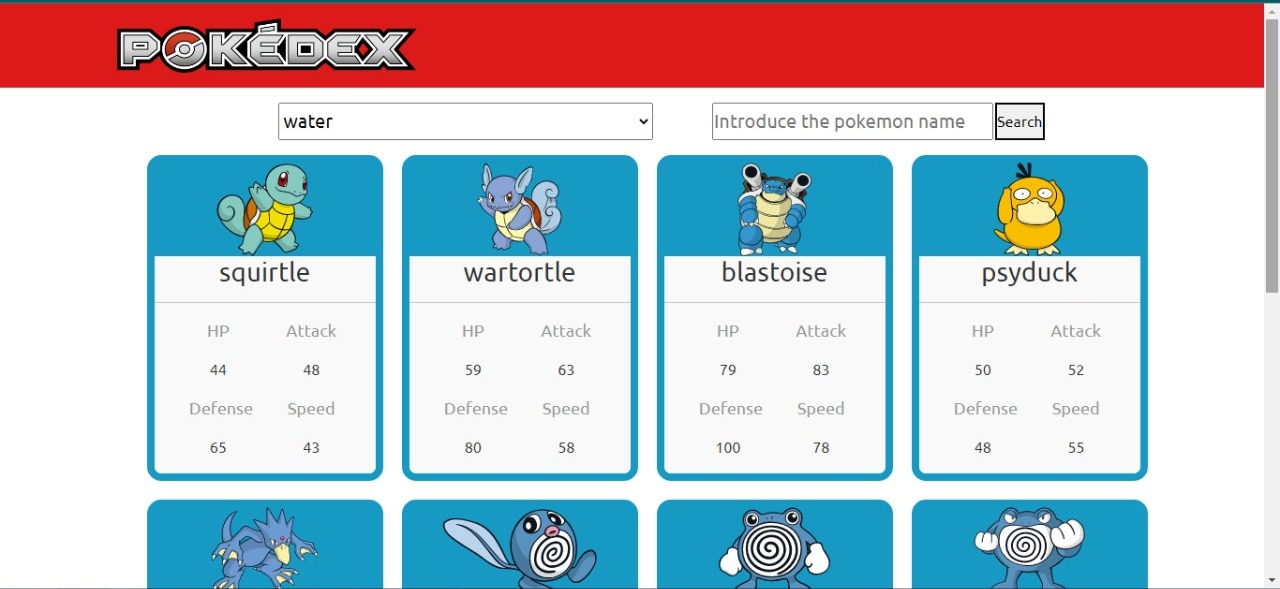 POKÉDEX
water Introduce the pokemon name Search
squirtle wartortle blastoise psyduck
HP Attack HP Attack HP Attack HP Attack
44 48 59 63 79 83 50 52
Defense Speed Defense Speed Defense Speed Defense Speed
65 43 80 58 100 78 48 55